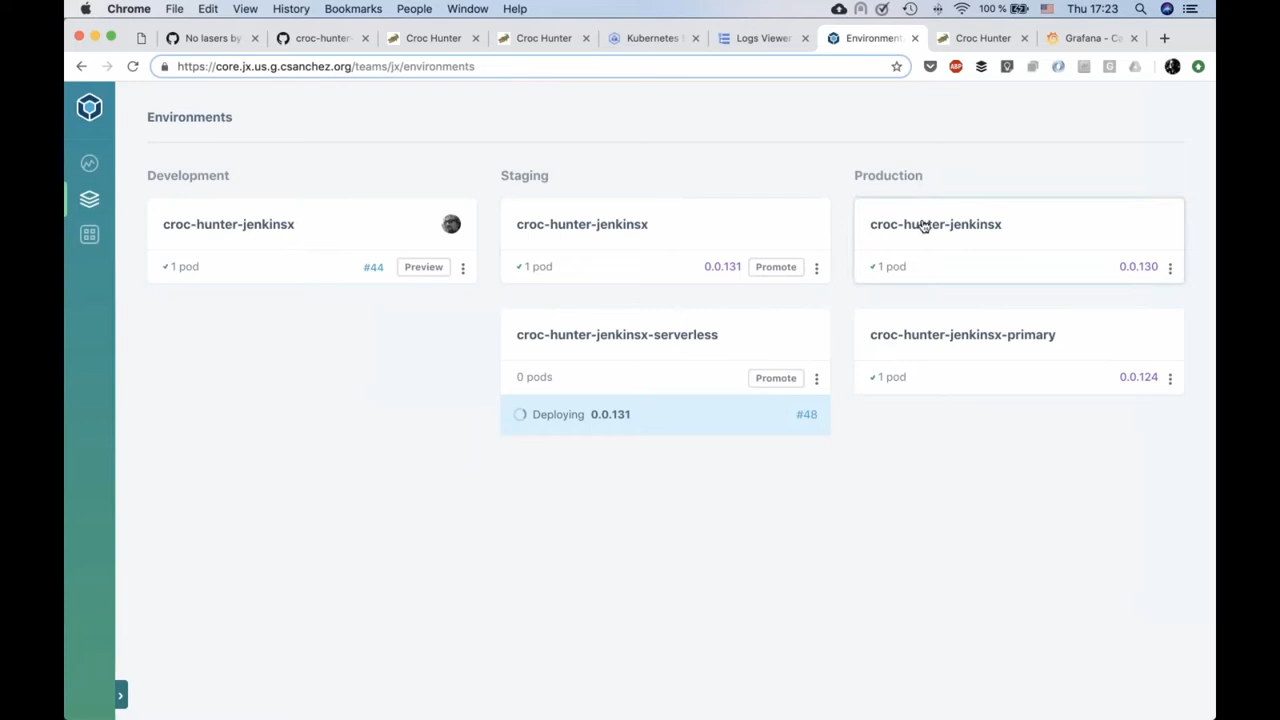 Chrome File Edit View History Bookmarks People Window Help 100 % Thu 17:23
No lasers by croc-hunter- Croc Hunter Croc Hunter Kubernetes Logs Viewer Environment Croc Hunter Grafana - Ca
https://core.jx.us.g.csanchez.org/teams/jx/environments
Environments
Development Staging Production
croc-hunter-jenkinsx croc-hunter-jenkinsx croc-hunter-jenkinsx
1 pod #44 Preview 1 pod 0.0.131 Promote 1 pod 0.0.130
croc-hunter-jenkinsx-serverless croc-hunter-jenkinsx-primary
0 pods Promote 1 pod 0.0.124
Deploying 0.0.131 #48